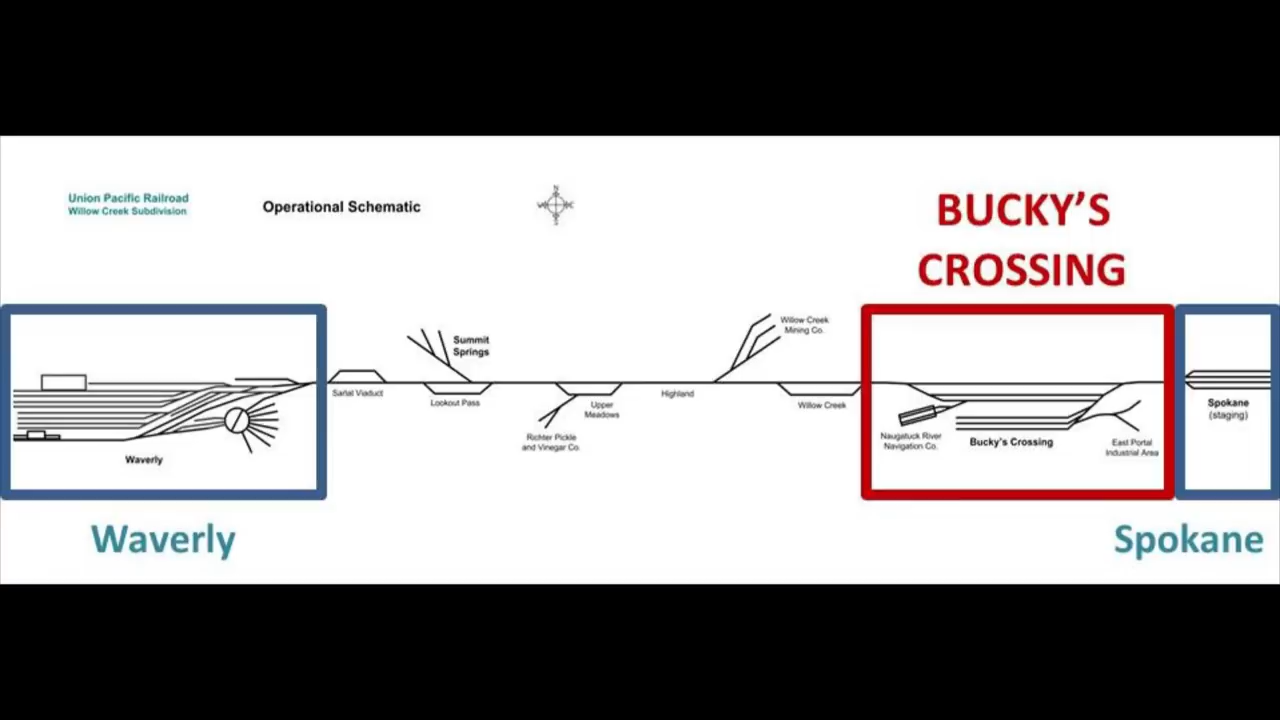 Union Pacific Railroad
Willow Creek Subdivision
Operational Schematic
N
W
E
S
BUCKY'S
CROSSING
Summit
Springs
Willow Creek
Mining Co.
Sarlat Viaduct
Lookout Pass
Upper
Meadows
Highland
Willow Creek
Richter Pickle
and Vinegar Co.
Naugatuck River
Navigation Co.
Bucky's Crossing
East Portal
Industrial Area
Spokane
(staging)
Waverly
Waverly
Spokane